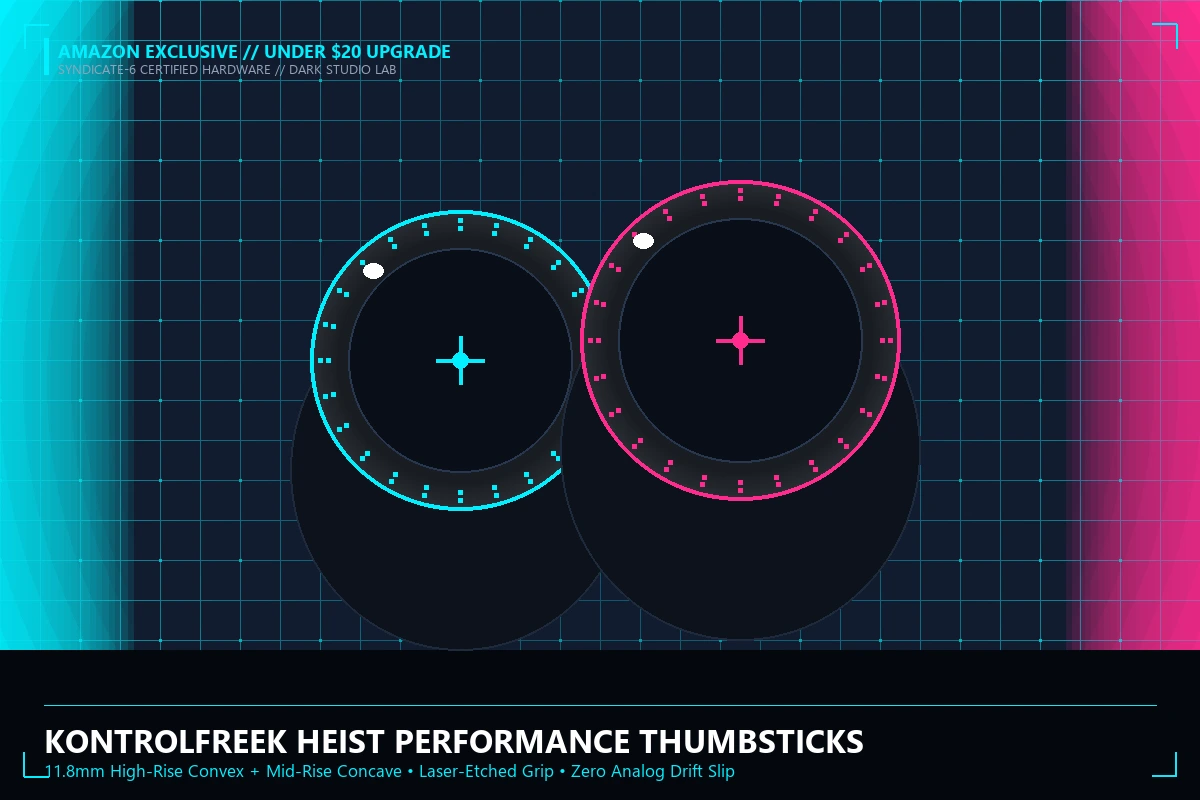 AMAZON EXCLUSIVE // UNDER $20 UPGRADE
SYNDICATE-6 CERTIFIED HARDWARE // DARK STUDIO LAB
KONTROLFREEK HEIST PERFORMANCE THUMBSTICKS
11.8mm High-Rise Convex + Mid-Rise Concave • Laser-Etched Grip • Zero Analog Drift Slip